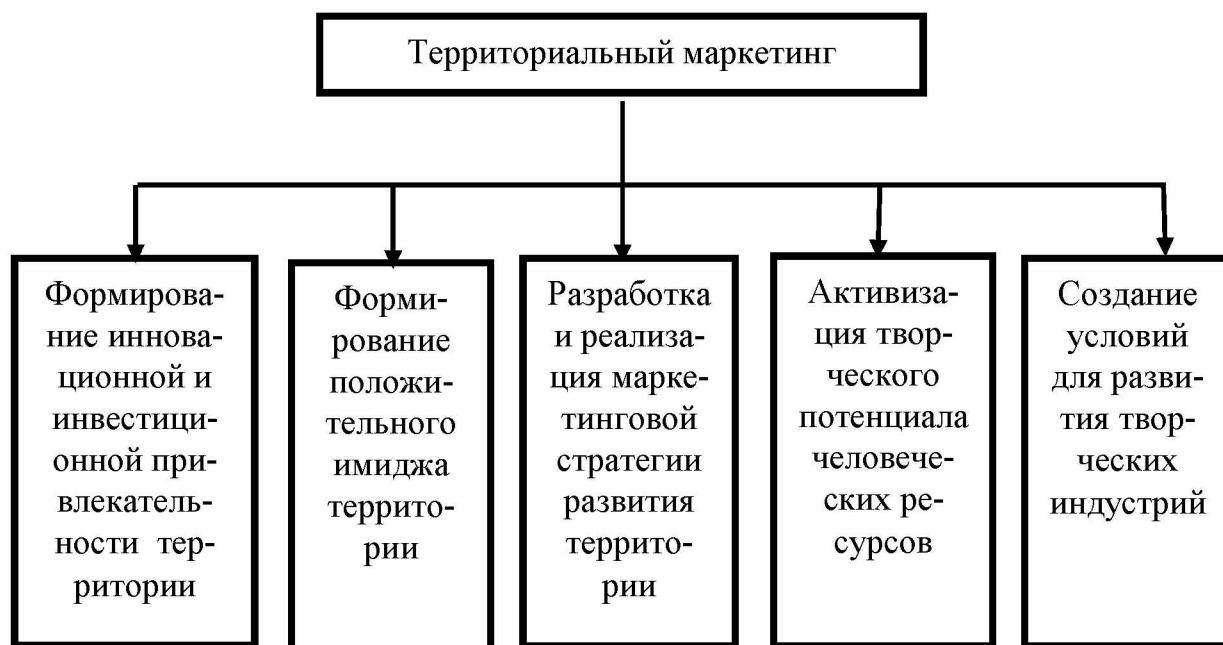 Территориальный маркетинг
Формирова-
ние иннова-
ционной и
инвестици-
онной при-
влекатель-
ности тер-
ритории
Форми-
рование
положи-
тельного
имиджа
террито-
рии
Разработка
и реализа-
ция марке-
тинговой
стратегии
развития
террито-
рии
Активиза-
ция твор-
ческого
потенциала
человече-
ских ре-
сурсов
Создание
условий
для разви-
тия твор-
ческих
индустрий